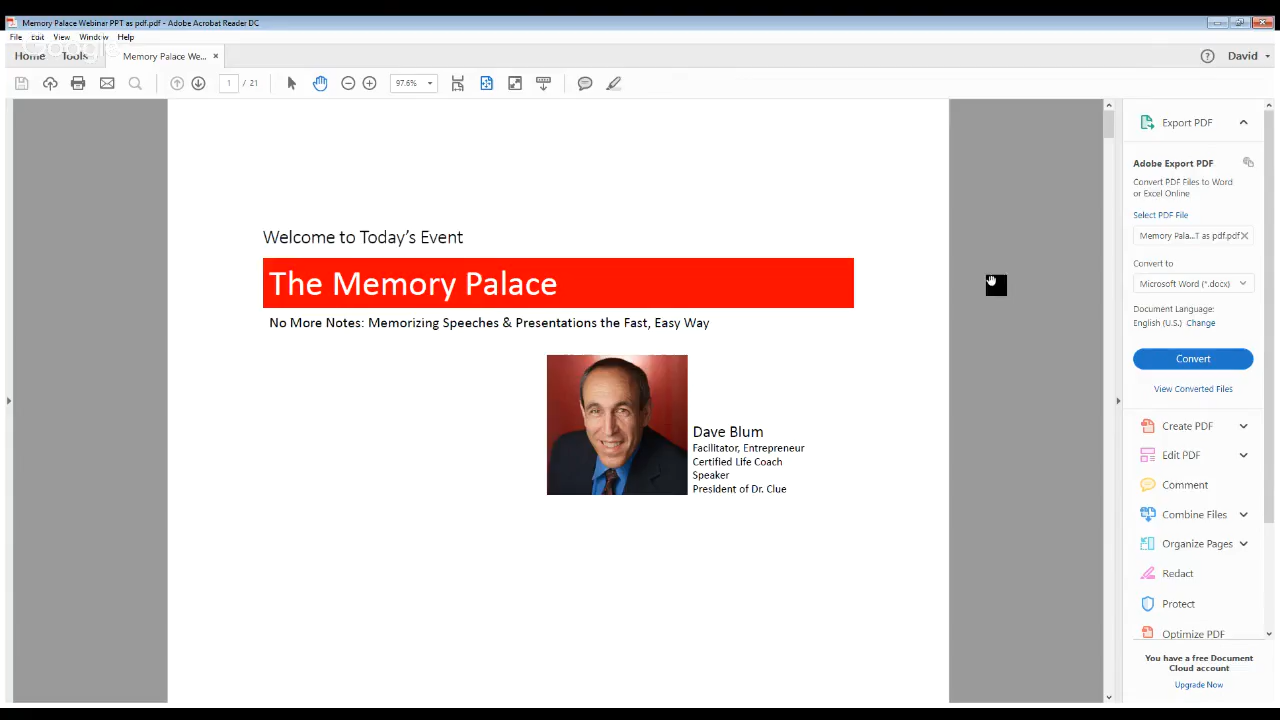 Memory Palace Webinar PPT as pdf.pdf - Adobe Acrobat Reader DC
File Edit View Window Help
Home Tools Memory Palace We... × David
1 / 21 97.6%
Welcome to Today's Event
The Memory Palace
No More Notes: Memorizing Speeches & Presentations the Fast, Easy Way
Dave Blum
Facilitator, Entrepreneur
Certified Life Coach
Speaker
President of Dr. Clue
Export PDF
Adobe Export PDF
Convert PDF Files to Word
or Excel Online
Select PDF File
Memory Pala...T as pdf.pdf ×
Convert to
Microsoft Word (*.docx)
Document Language:
English (U.S.) Change
Convert
View Converted Files
Create PDF
Edit PDF
Comment
Combine Files
Organize Pages
Redact
Protect
Optimize PDF
You have a free Document
Cloud account
Upgrade Now